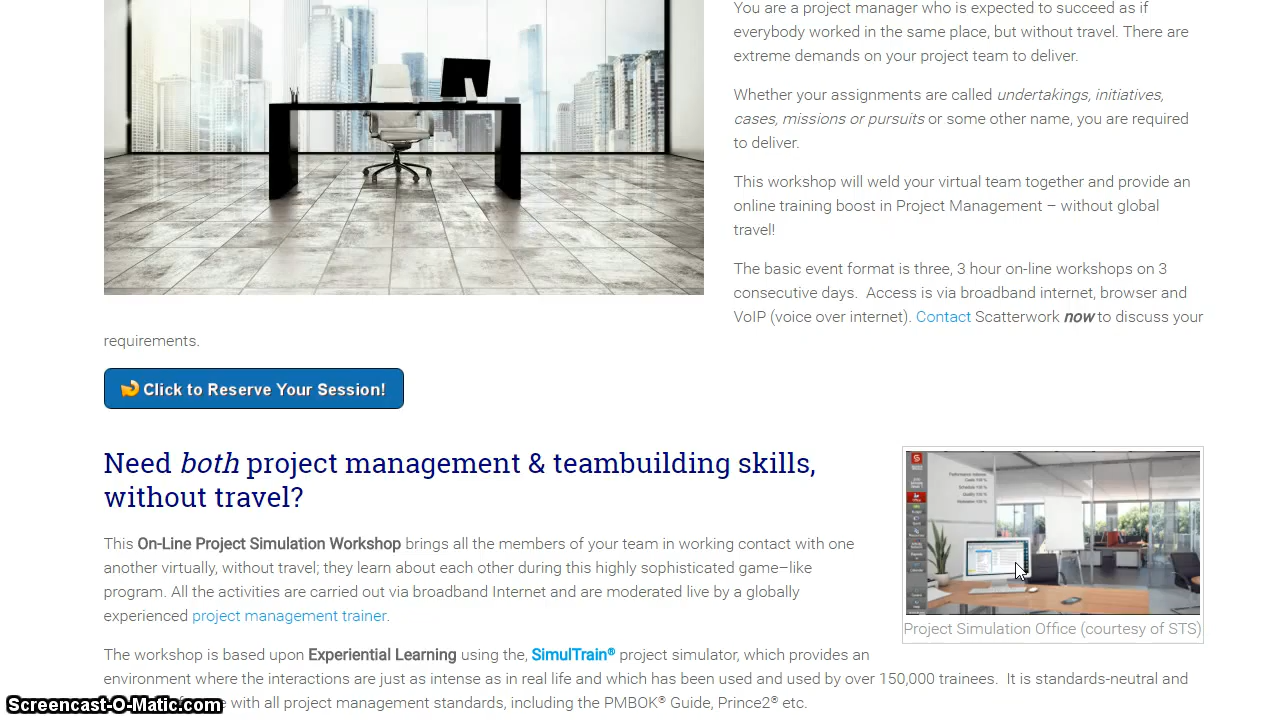 You are a project manager who is expected to succeed as if
everybody worked in the same place, but without travel. There are
extreme demands on your project team to deliver.
Whether your assignments are called undertakings, initiatives,
cases, missions or pursuits or some other name, you are required
to deliver.
This workshop will weld your virtual team together and provide an
online training boost in Project Management – without global
travel!
The basic event format is three, 3 hour on-line workshops on 3
consecutive days.  Access is via broadband internet, browser and
VoIP (voice over internet). Contact Scatterwork now to discuss your
requirements.
Click to Reserve Your Session!
Need both project management & teambuilding skills,
without travel?
This On-Line Project Simulation Workshop brings all the members of your team in working contact with one
another virtually, without travel; they learn about each other during this highly sophisticated game–like
program. All the activities are carried out via broadband Internet and are moderated live by a globally
experienced project management trainer.
Project Simulation Office (courtesy of STS)
The workshop is based upon Experiential Learning using the, SimulTrain® project simulator, which provides an
environment where the interactions are just as intense as in real life and which has been used and used by over 150,000 trainees.  It is standards-neutral and
with all project management standards, including the PMBOK® Guide, Prince2® etc.
Screencast-O-Matic.com